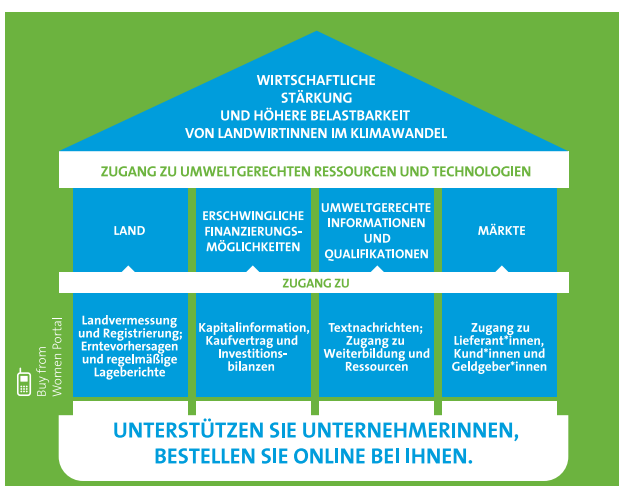 WIRTSCHAFTLICHE
STÄRKUNG
UND HÖHERE BELASTBARKEIT
VON LANDWIRTINNEN IM KLIMAWANDEL
ZUGANG ZU UMWELTGERECHTEN RESSOURCEN UND TECHNOLOGIEN
LAND
ERSCHWINGLICHE
FINANZIERUNGS-
MÖGLICHKEITEN
UMWELTGERECHTE
INFORMATIONEN
UND
QUALIFIKATIONEN
MÄRKTE
ZUGANG ZU
Landvermessung
und Registrierung;
Erntevorhersagen
und regelmäßige
Lageberichte
Kapitalinformation,
Kaufvertrag und
Investitions-
bilanzen
Textnachrichten;
Zugang zu
Weiterbildung und
Ressourcen
Zugang zu
Lieferant*innen,
Kund*innen und
Geldgeber*innen
Buy from
Women Portal
UNTERSTÜTZEN SIE UNTERNEHMERINNEN,
BESTELLEN SIE ONLINE BEI IHNEN.